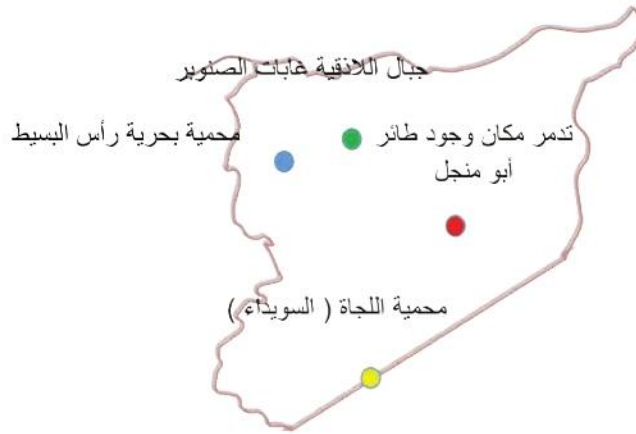 جبال اللاذقية غابات الصنوبر
محمية بحرية رأس البسيط
تدمر مكان وجود طائر
أبو منجل
محمية اللجاة ( السويداء )